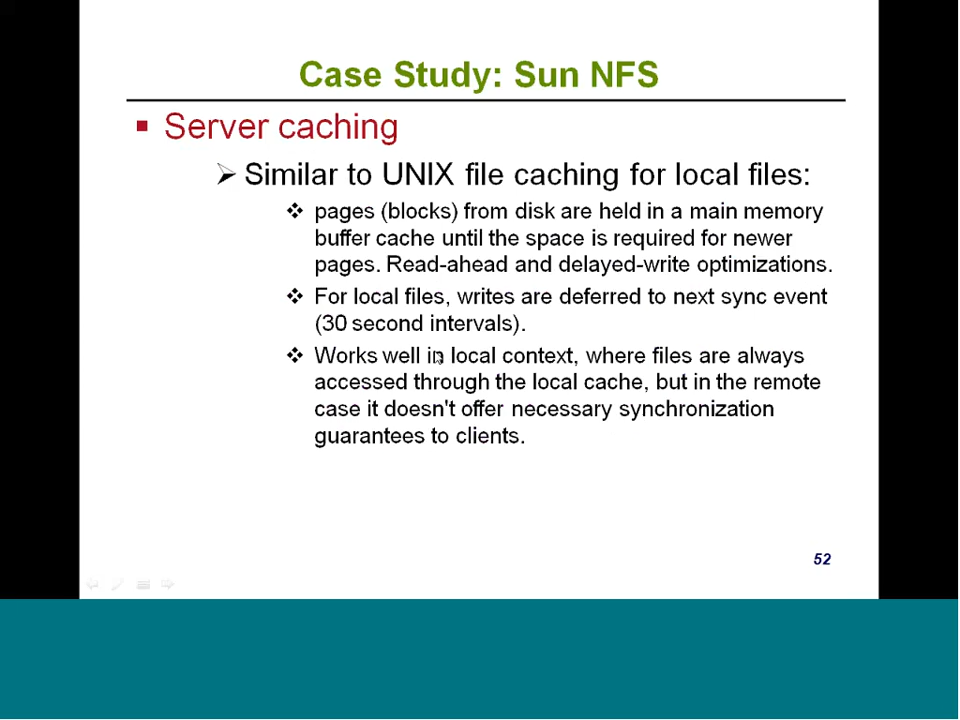 Case Study: Sun NFS
Server caching
Similar to UNIX file caching for local files:
pages (blocks) from disk are held in a main memory
buffer cache until the space is required for newer
pages. Read-ahead and delayed-write optimizations.
For local files, writes are deferred to next sync event
(30 second intervals).
Works well in local context, where files are always
accessed through the local cache, but in the remote
case it doesn't offer necessary synchronization
guarantees to clients.
52